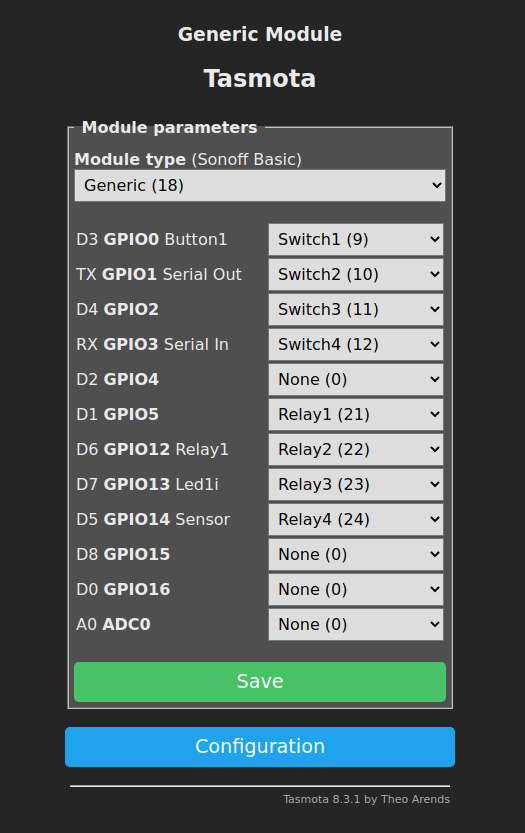 Generic Module
Tasmota
Module parameters
Module type (Sonoff Basic)
Generic (18)
D3 GPIO0 Button1 Switch1 (9)
TX GPIO1 Serial Out Switch2 (10)
D4 GPIO2 Switch3 (11)
RX GPIO3 Serial In Switch4 (12)
D2 GPIO4 None (0)
D1 GPIO5 Relay1 (21)
D6 GPIO12 Relay1 Relay2 (22)
D7 GPIO13 Led1i Relay3 (23)
D5 GPIO14 Sensor Relay4 (24)
D8 GPIO15 None (0)
D0 GPIO16 None (0)
A0 ADC0 None (0)
Save
Configuration
Tasmota 8.3.1 by Theo Arends